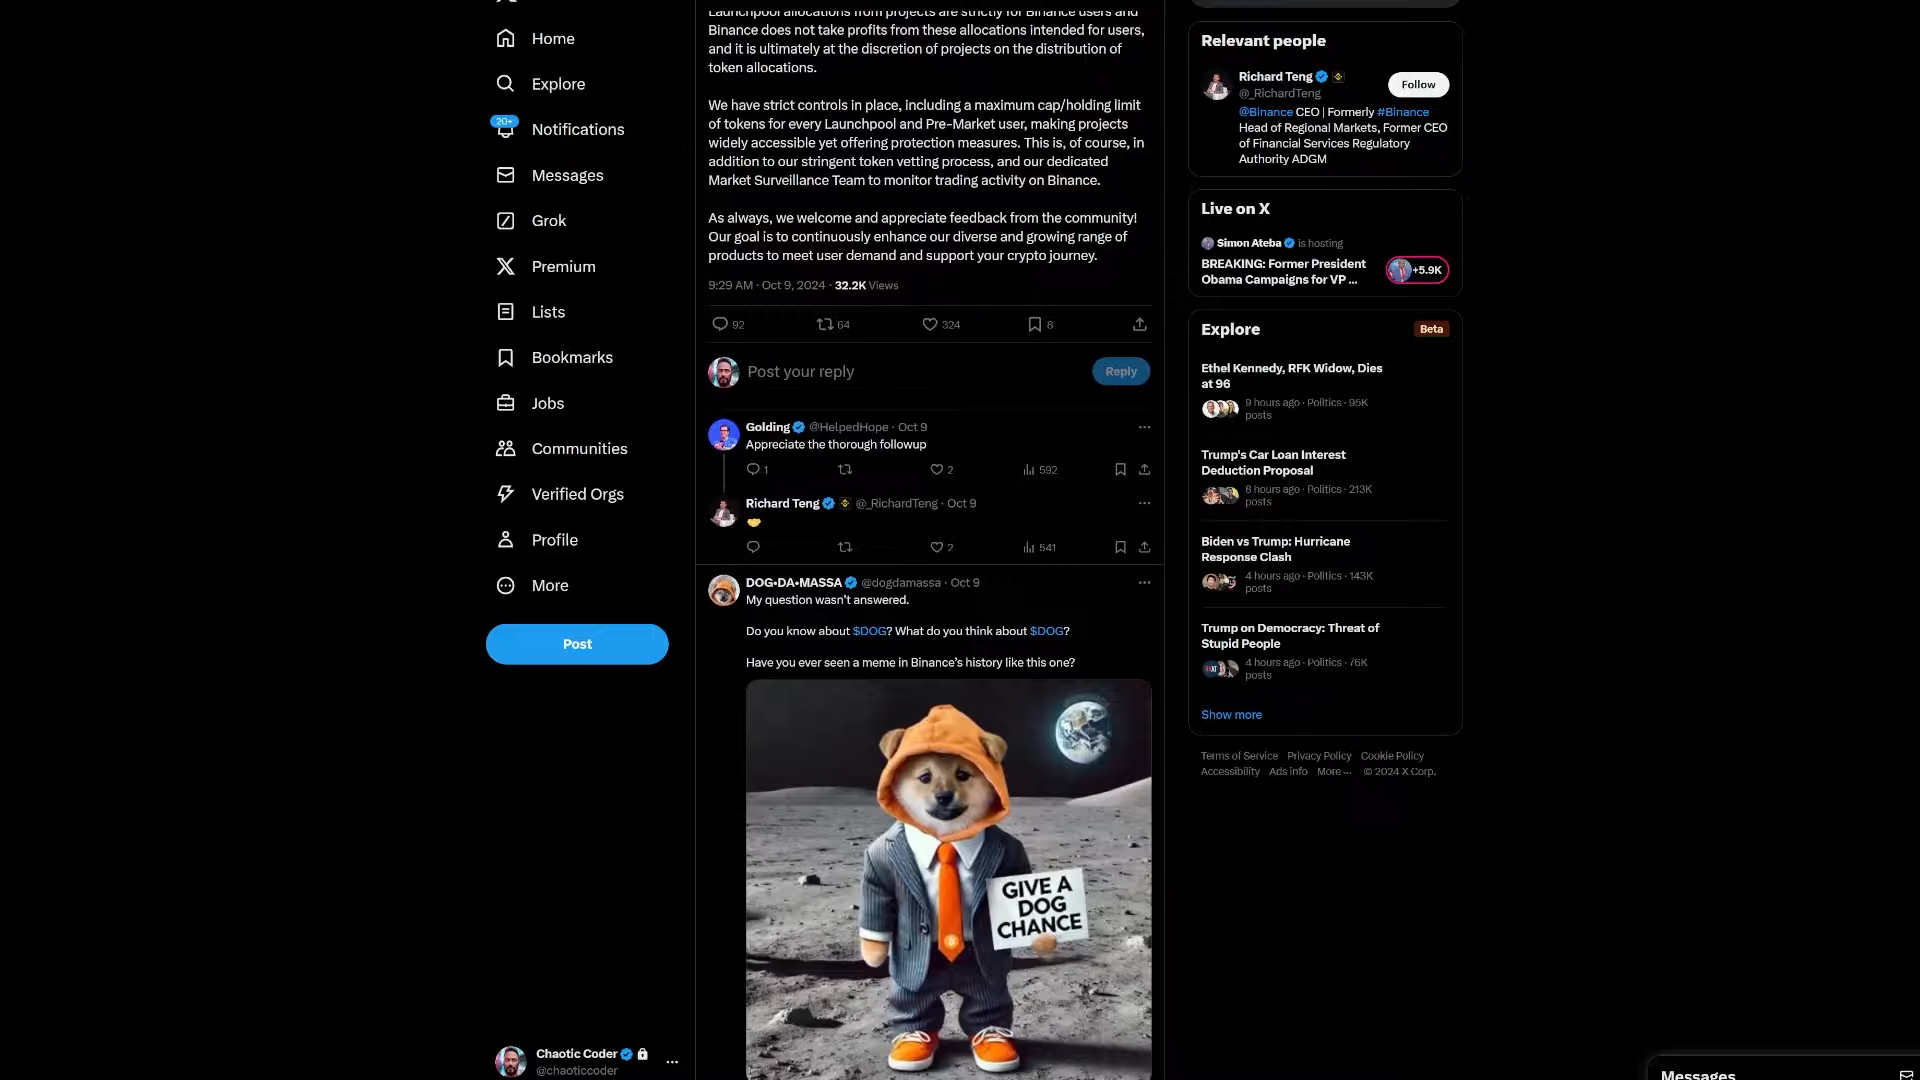 Home
Explore
20+
Notifications
Messages
Grok
Premium
Lists
Bookmarks
Jobs
Communities
Verified Orgs
Profile
More
Post
Chaotic Coder
@chaoticcoder
Launchpool allocations from projects are strictly for Binance users and
Binance does not take profits from these allocations intended for users,
and it is ultimately at the discretion of projects on the distribution of
token allocations.
We have strict controls in place, including a maximum cap/holding limit
of tokens for every Launchpool and Pre-Market user, making projects
widely accessible yet offering protection measures. This is, of course, in
addition to our stringent token vetting process, and our dedicated
Market Surveillance Team to monitor trading activity on Binance.
As always, we welcome and appreciate feedback from the community!
Our goal is to continuously enhance our diverse and growing range of
products to meet user demand and support your crypto journey.
9:29 AM · Oct 9, 2024 · 32.2K Views
92 64 324 8
Post your reply
Reply
Golding @HelpedHope · Oct 9
Appreciate the thorough followup
1 2 592
Richard Teng @_RichardTeng · Oct 9
2 541
DOG•DA•MASSA @dogdamassa · Oct 9
My question wasn't answered.
Do you know about $DOG? What do you think about $DOG?
Have you ever seen a meme in Binance's history like this one?
GIVE A
DOG
CHANCE
Relevant people
Richard Teng
@_RichardTeng
Follow
@Binance CEO | Formerly #Binance
Head of Regional Markets, Former CEO
of Financial Services Regulatory
Authority ADGM
Live on X
Simon Ateba is hosting
BREAKING: Former President
Obama Campaigns for VP ...
+5.9K
Explore
Beta
Ethel Kennedy, RFK Widow, Dies
at 96
9 hours ago · Politics · 95K
posts
Trump's Car Loan Interest
Deduction Proposal
8 hours ago · Politics · 213K
posts
Biden vs Trump: Hurricane
Response Clash
4 hours ago · Politics · 143K
posts
Trump on Democracy: Threat of
Stupid People
4 hours ago · Politics · 76K
posts
Show more
Terms of Service Privacy Policy Cookie Policy
Accessibility Ads info More ··· © 2024 X Corp.
Messages